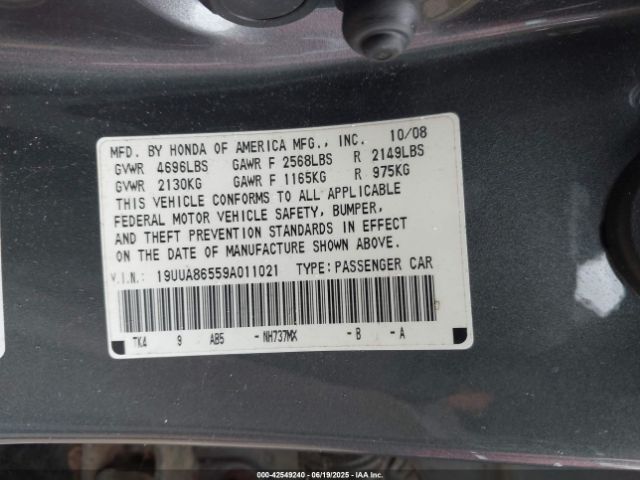 MFD. BY HONDA OF AMERICA MFG., INC. 10/08
GVWR 4696LBS GAWR F 2568LBS R 2149LBS
GVWR 2130KG GAWR F 1165KG R 975KG
THIS VEHICLE CONFORMS TO ALL APPLICABLE
FEDERAL MOTOR VEHICLE SAFETY, BUMPER,
AND THEFT PREVENTION STANDARDS IN EFFECT
ON THE DATE OF MANUFACTURE SHOWN ABOVE.
V.I.N.: 19UUA86559A011021 TYPE: PASSENGER CAR
TK4 9 AB5 -NH737MX -B -A
000-42549240 - 06/19/2025 - IAA Inc.